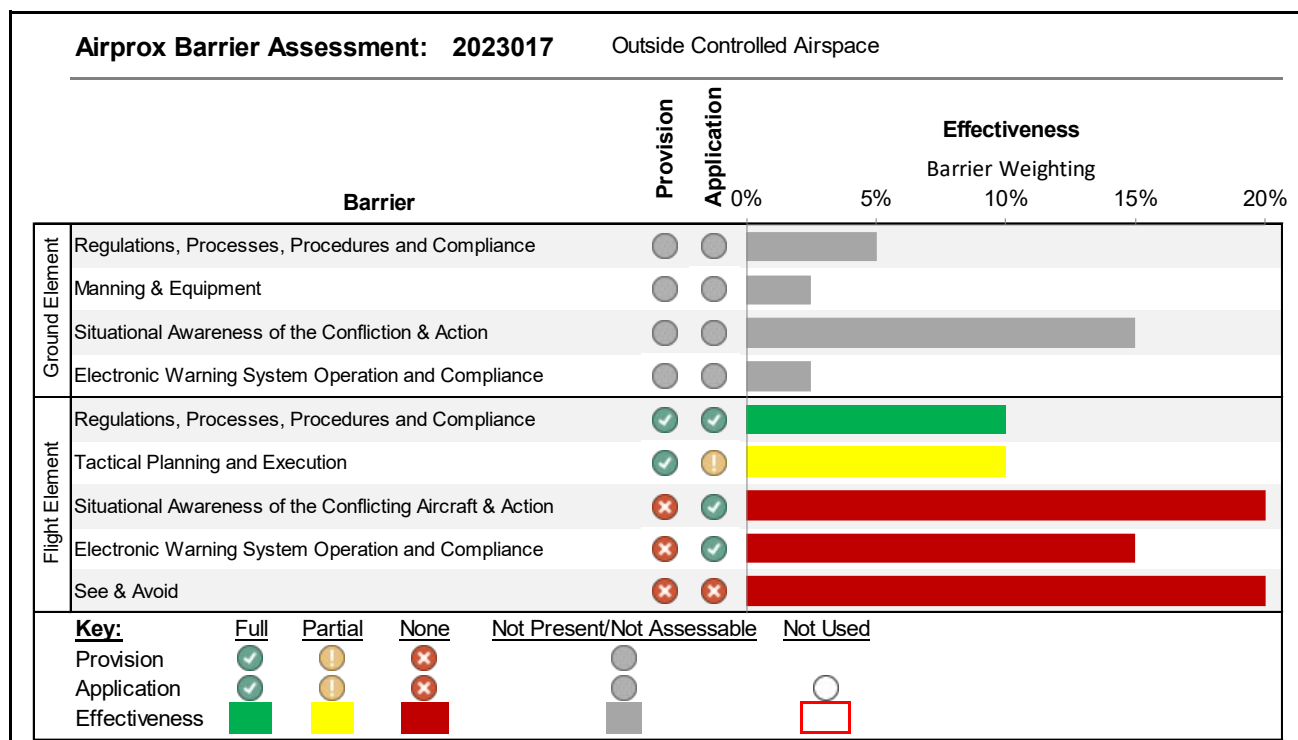 Airprox Barrier Assessment: 2023017 Outside Controlled Airspace
Provision
Application
Effectiveness
Barrier Weighting
Barrier
0% 5% 10% 15% 20%
Ground Element
Regulations, Processes, Procedures and Compliance
Manning & Equipment
Situational Awareness of the Confliction & Action
Electronic Warning System Operation and Compliance
Flight Element
Regulations, Processes, Procedures and Compliance
Tactical Planning and Execution
Situational Awareness of the Conflicting Aircraft & Action
Electronic Warning System Operation and Compliance
See & Avoid
Key: Full Partial None Not Present/Not Assessable Not Used
Provision
Application
Effectiveness